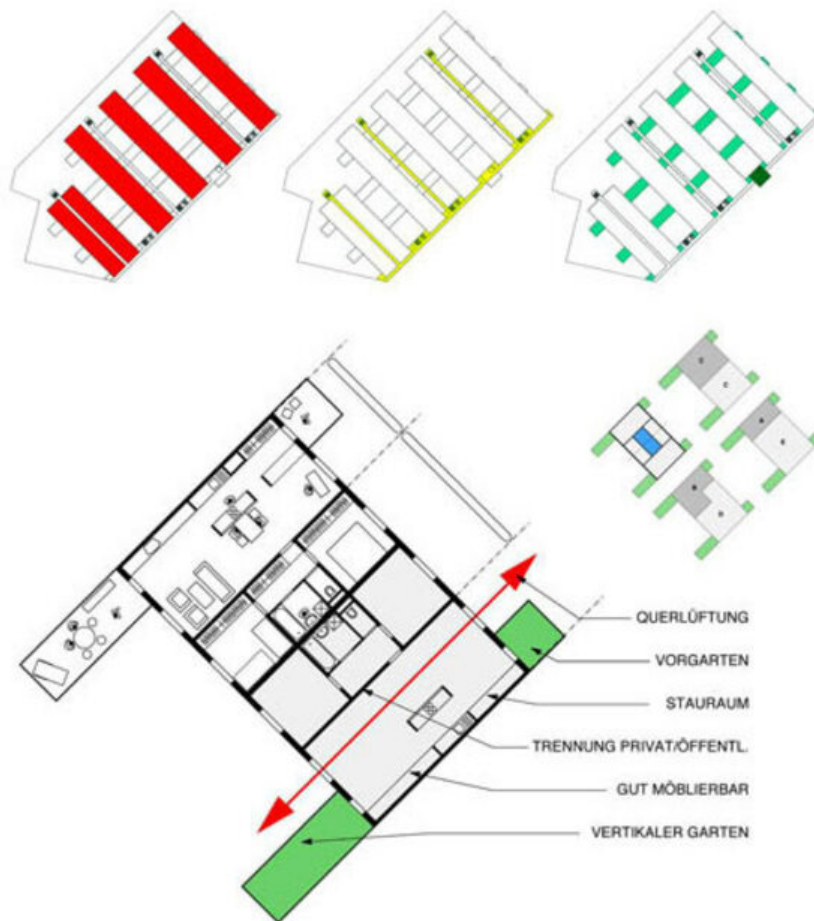 QUERLÜFTUNG
VORGARTEN
STAURAUM
TRENNUNG PRIVAT/ÖFFENTL.
GUT MÖBLIERBAR
VERTIKALER GARTEN